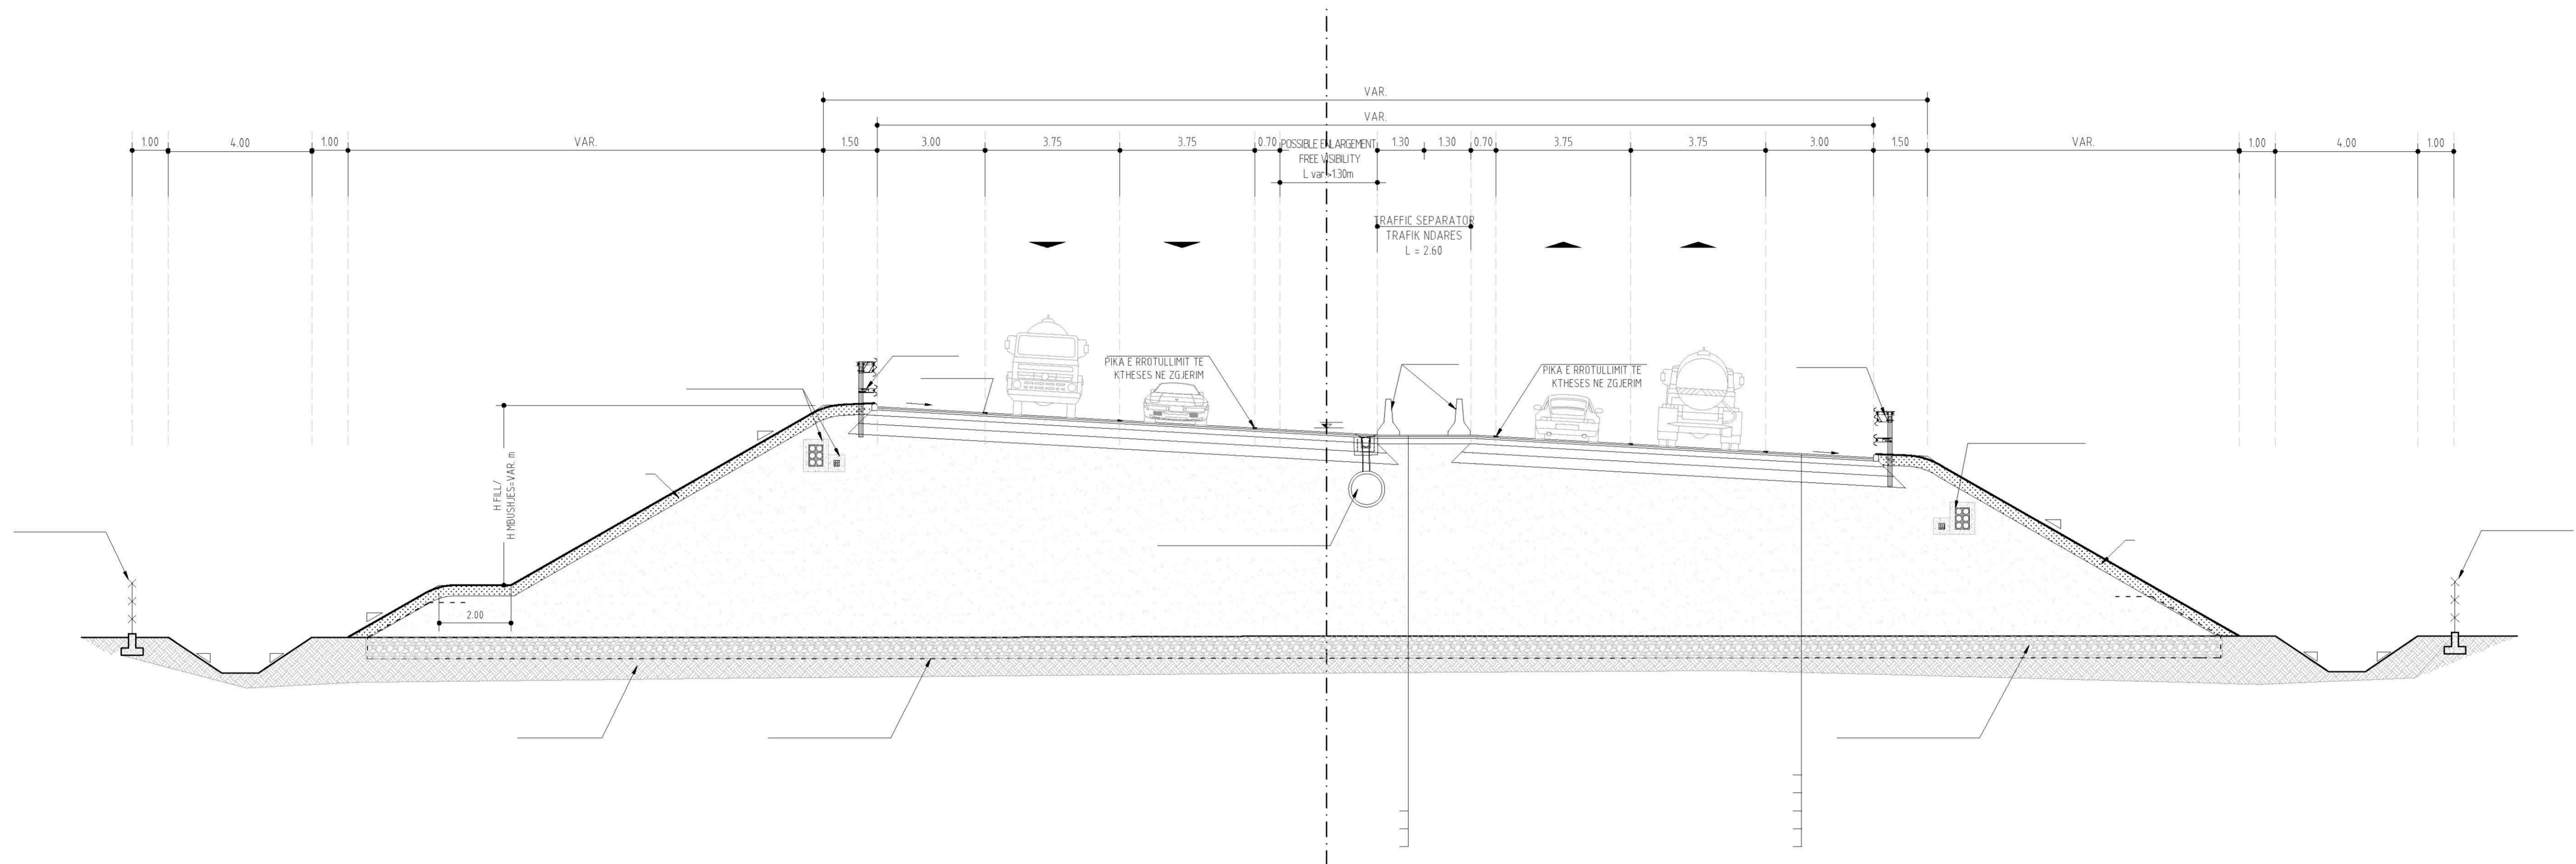 VAR.
VAR.
1.00
4.00
1.00
VAR.
1.50
3.00
3.75
3.75
0.70
POSSIBLE ENLARGEMENT
FREE VISIBILITY
L var>1.30m
1.30
1.30
0.70
3.75
3.75
3.00
1.50
VAR.
1.00
4.00
1.00
TRAFFIC SEPARATOR
TRAFIK NDARES
L = 2.60
PIKA E RROTULLIMIT TE
KTHESES NE ZGJERIM
PIKA E RROTULLIMIT TE
KTHESES NE ZGJERIM
H FILL/
H MBUSHJES=VAR. m
2.00